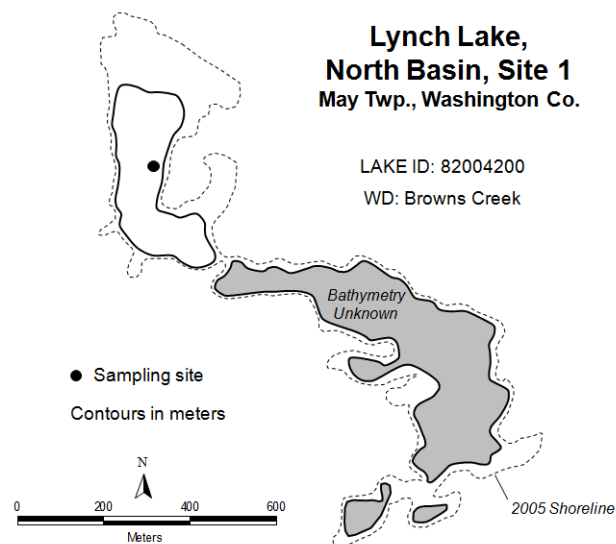 Lynch Lake,
North Basin, Site 1
May Twp., Washington Co.
LAKE ID: 82004200
WD: Browns Creek
Bathymetry
Unknown
Sampling site
Contours in meters
N
0 200 400 600
Meters
2005 Shoreline